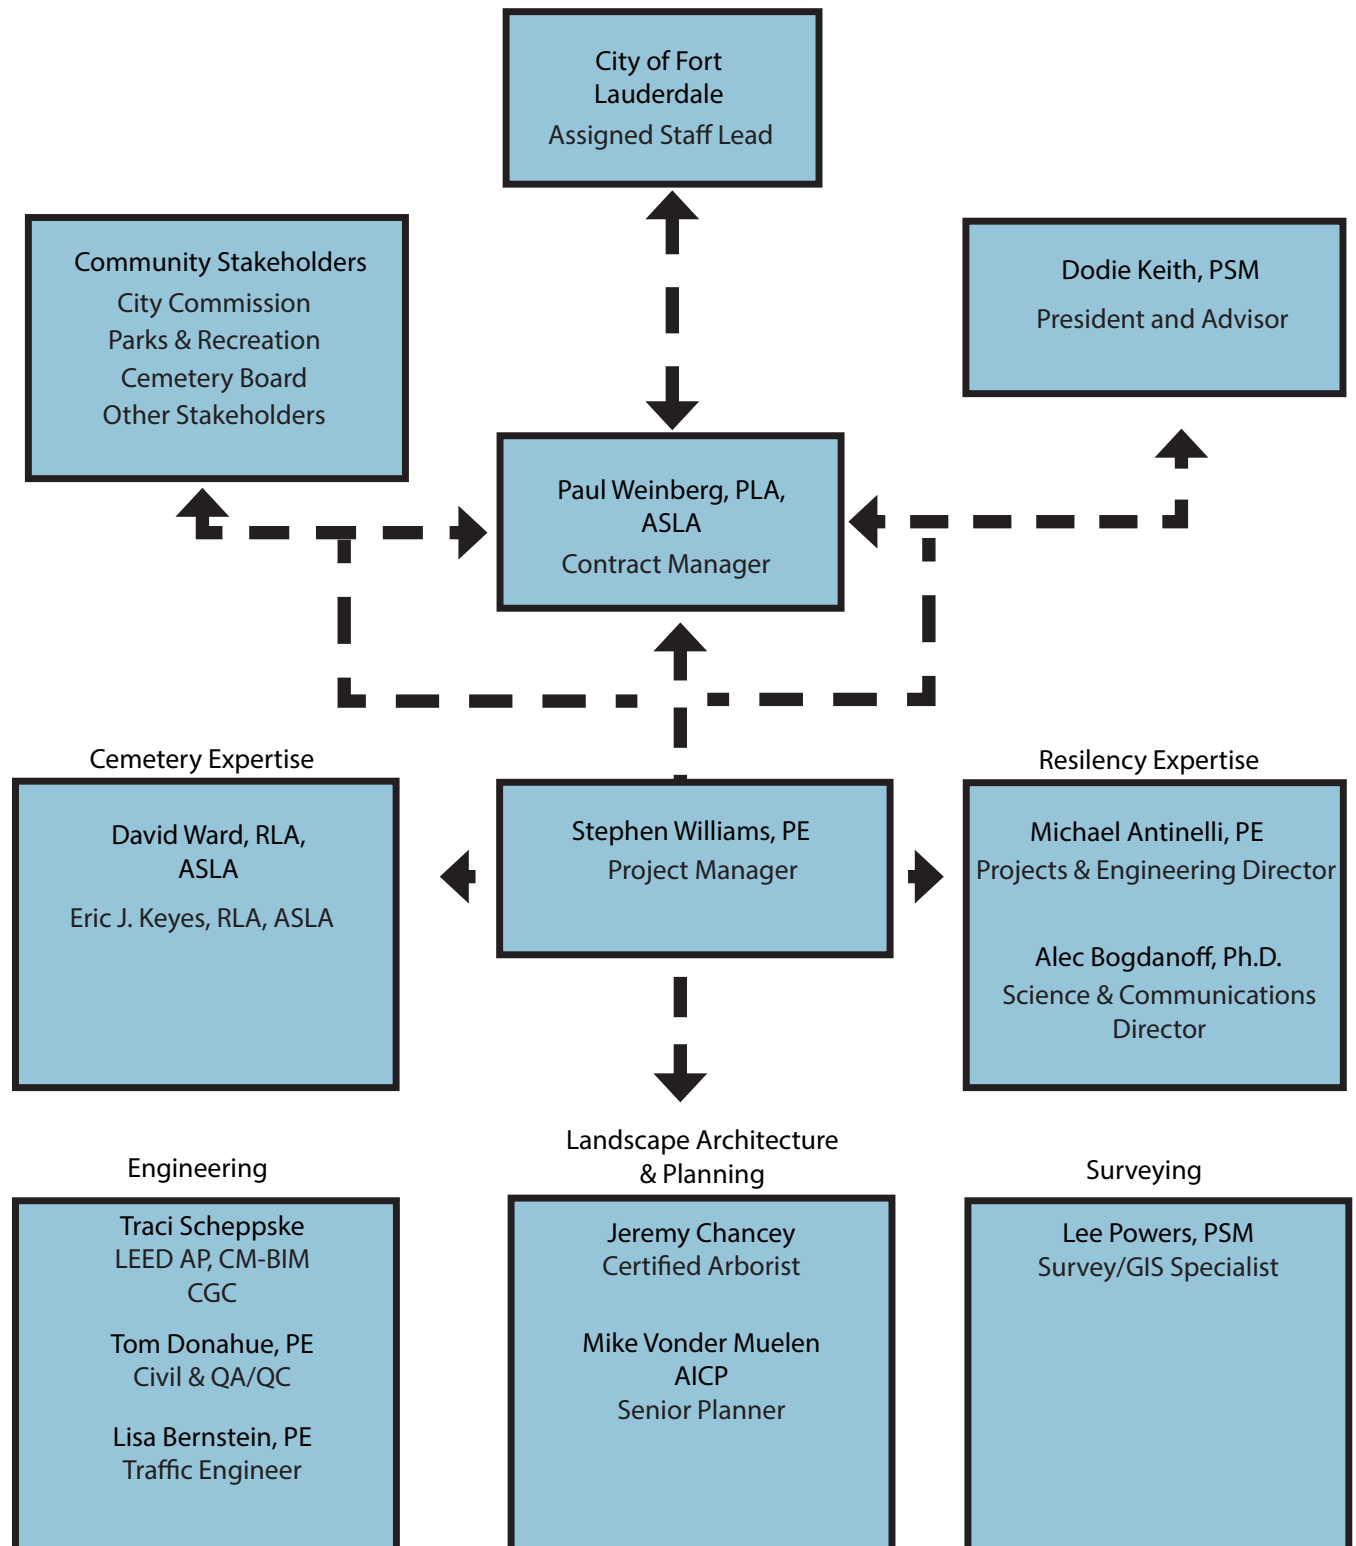 City of Fort
Lauderdale
Assigned Staff Lead
Community Stakeholders
City Commission
Parks & Recreation
Cemetery Board
Other Stakeholders
Dodie Keith, PSM
President and Advisor
Paul Weinberg, PLA,
ASLA
Contract Manager
Cemetery Expertise
David Ward, RLA,
ASLA
Eric J. Keyes, RLA, ASLA
Stephen Williams, PE
Project Manager
Resilency Expertise
Michael Antinelli, PE
Projects & Engineering Director
Alec Bogdanoff, Ph.D.
Science & Communications
Director
Engineering
Traci Scheppske
LEED AP, CM-BIM
CGC
Tom Donahue, PE
Civil & QA/QC
Lisa Bernstein, PE
Traffic Engineer
Landscape Architecture
& Planning
Jeremy Chancey
Certified Arborist
Mike Vonder Muelen
AICP
Senior Planner
Surveying
Lee Powers, PSM
Survey/GIS Specialist